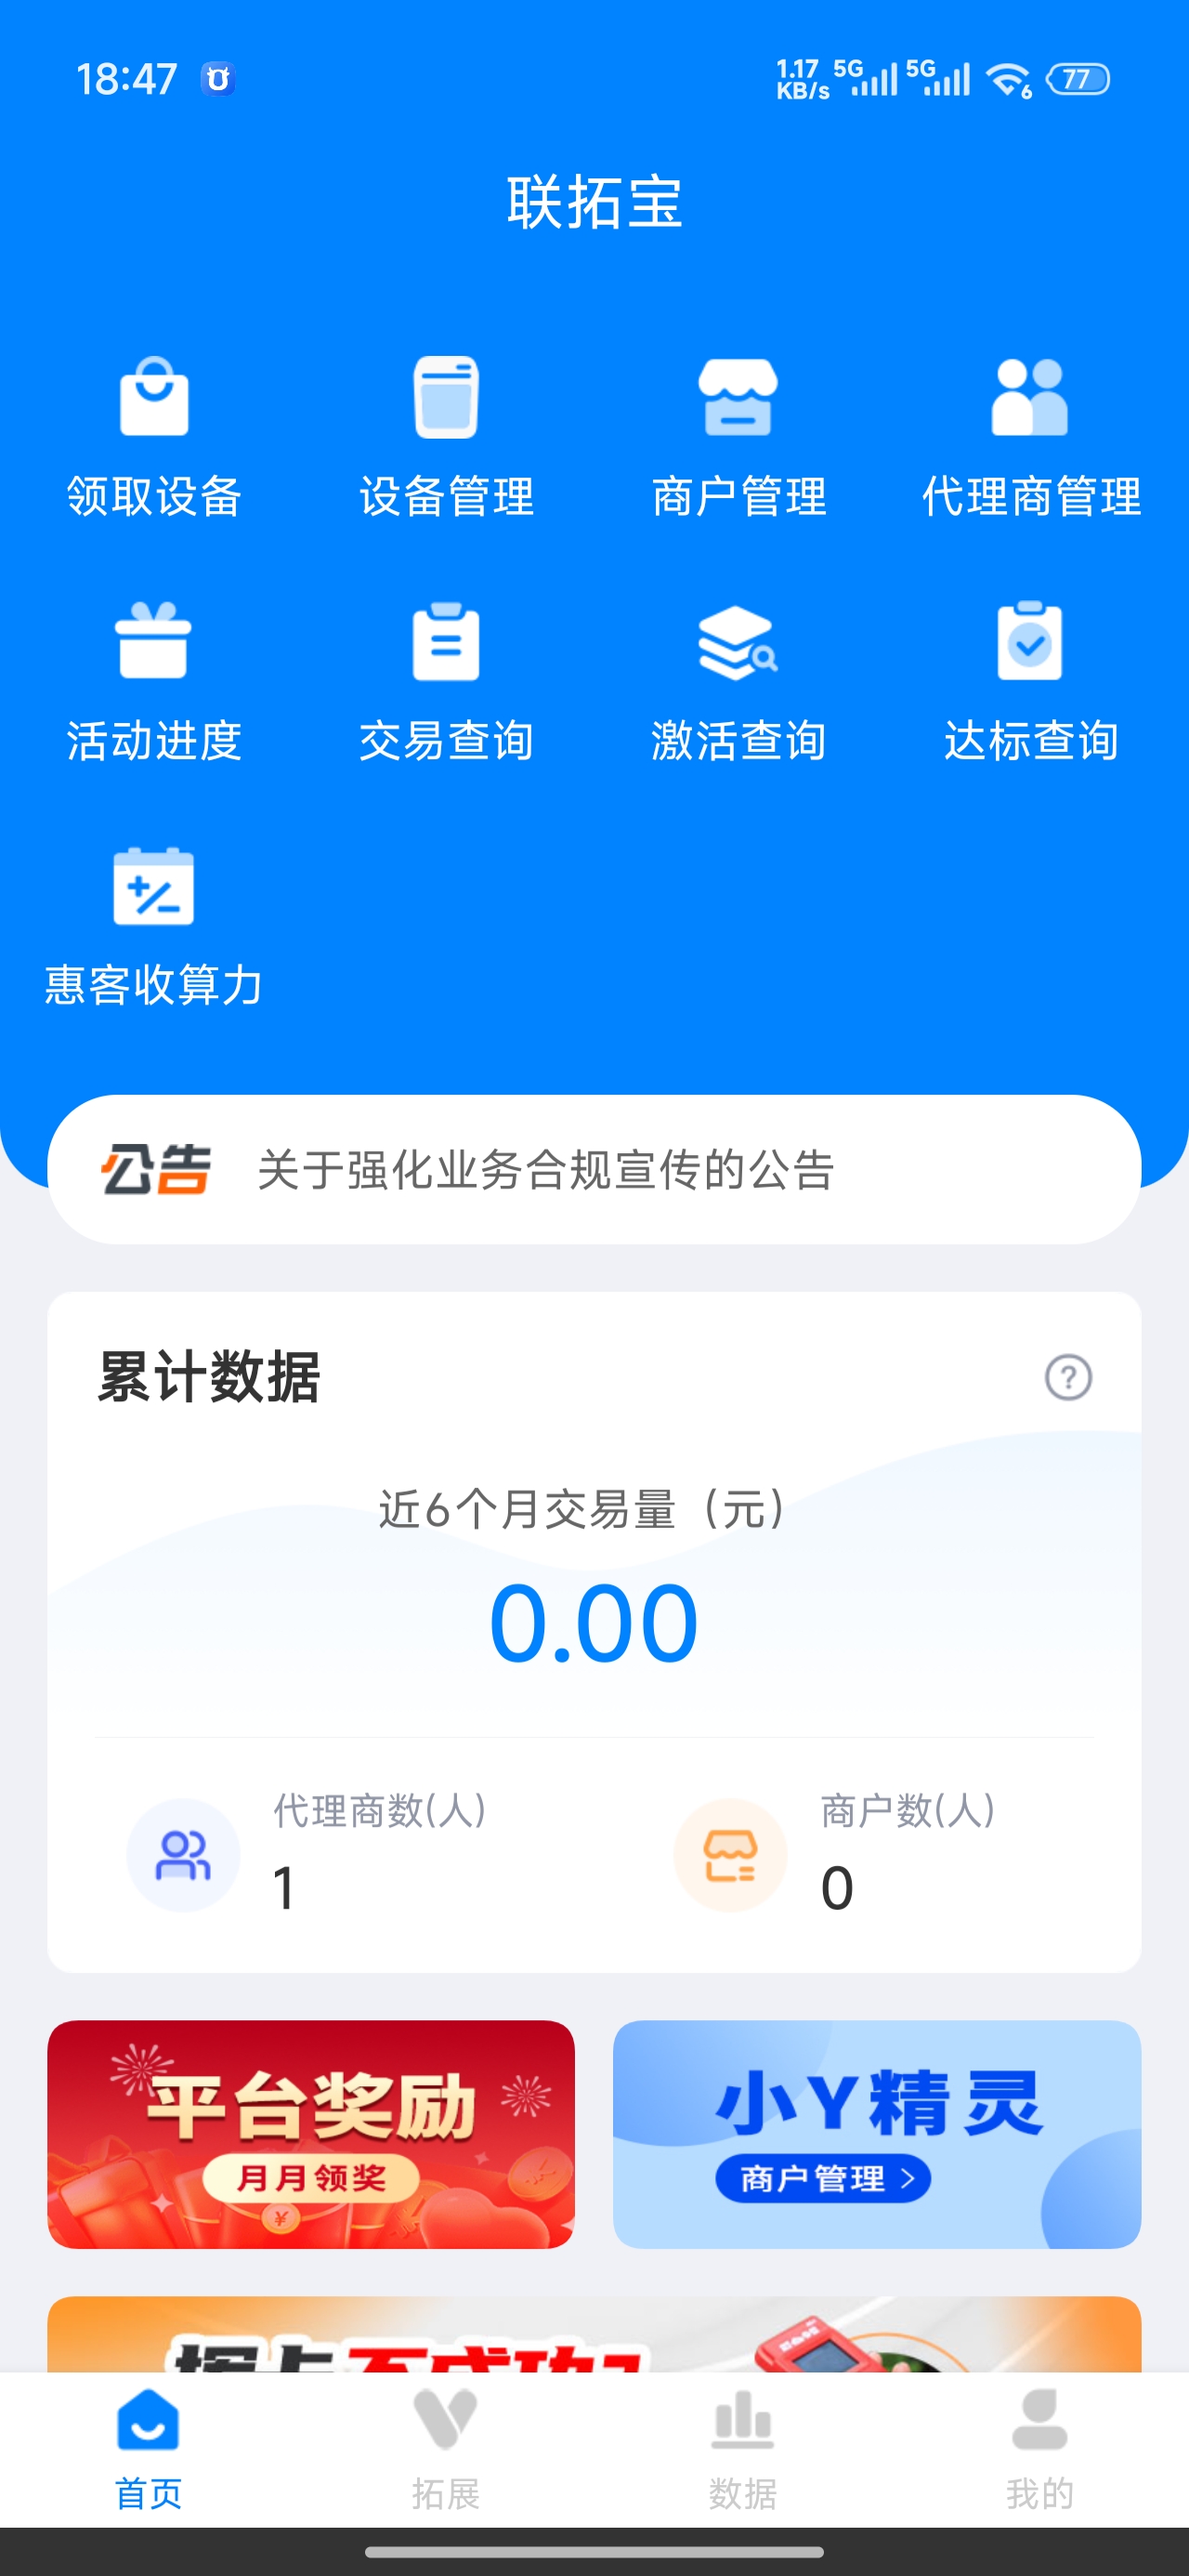 18:47
1.17 KB/s 5G 5G 6 77
联拓宝
领取设备 设备管理 商户管理 代理商管理
活动进度 交易查询 激活查询 达标查询
惠客收算力
公告 关于强化业务合规宣传的公告
累计数据
近6个月交易量（元）
0.00
代理商数(人) 商户数(人)
1 0
平台奖励 小Y精灵
月月领奖 商户管理 >
首页 拓展 数据 我的